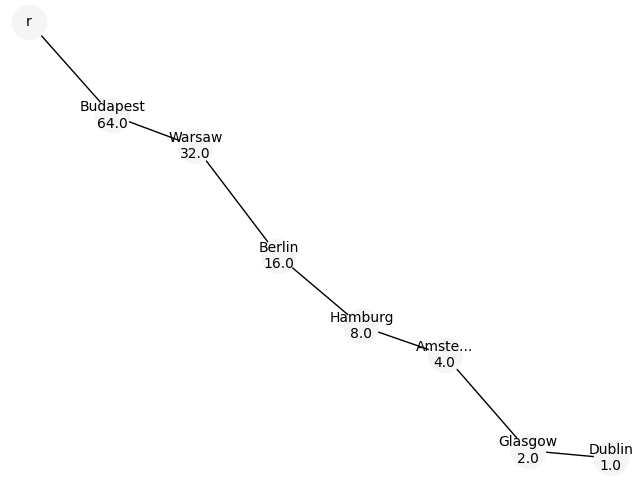 r
Budapest
64.0
Warsaw
32.0
Berlin
16.0
Hamburg
8.0
Amste...
4.0
Glasgow
2.0
Dublin
1.0